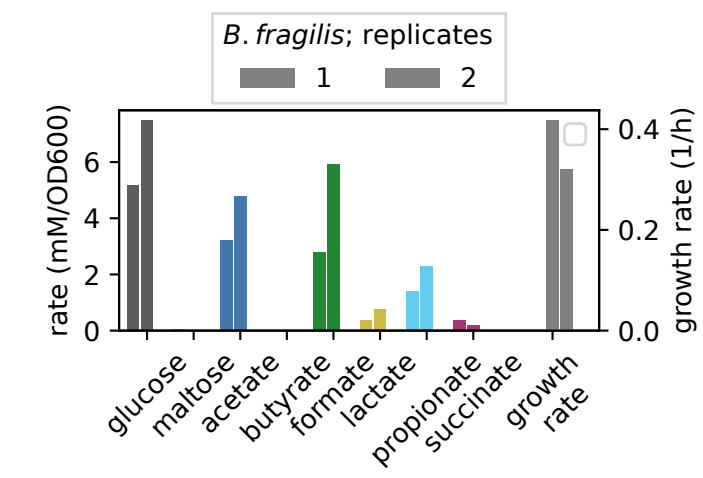 B. fragilis; replicates
1 2
rate (mM/OD600)
6
4
2
0
0.4
0.2
0.0
growth rate (1/h)
glucose
maltose
acetate
butyrate
formate
lactate
propionate
succinate
growth
rate